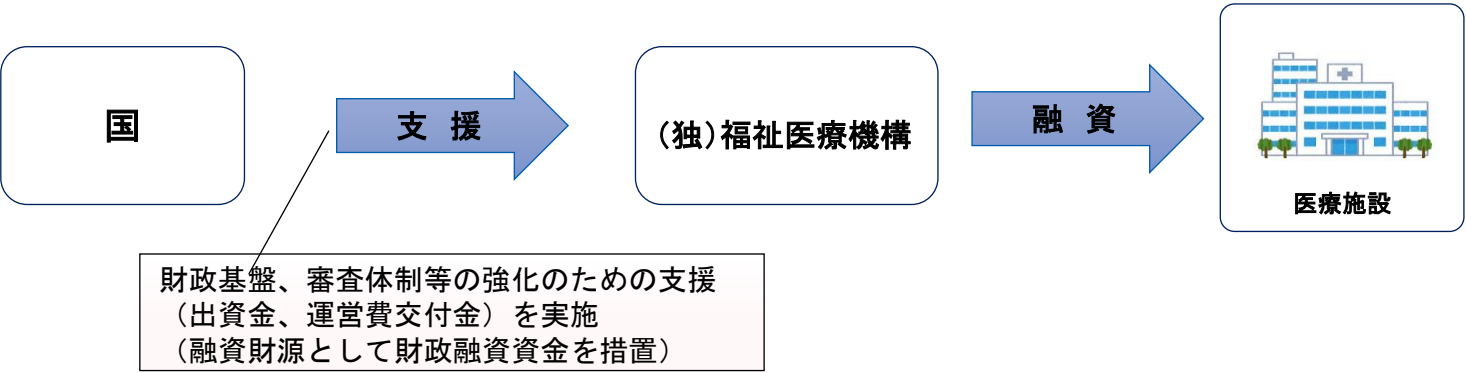 国
支 援
（独）福祉医療機構
融 資
医療施設
財政基盤、審査体制等の強化のための支援
（出資金、運営費交付金）を実施
（融資財源として財政融資資金を措置）